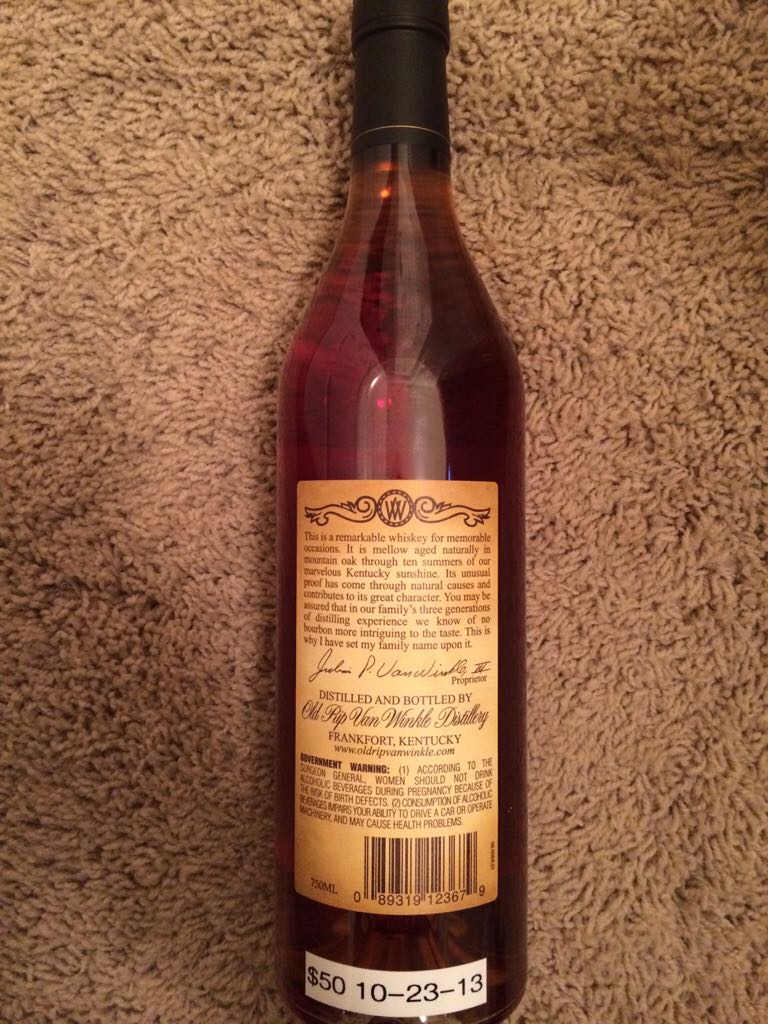 W
This is a remarkable whiskey for memorable
occasions. It is mellow aged naturally in
mountain oak through ten summers of our
marvelous Kentucky sunshine. Its unusual
proof has come through natural causes and
contributes to its great character. You may be
assured that in our family's three generations
of distilling experience we know of no
bourbon more intriguing to the taste. This is
why I have set my family name upon it.
Julian P. Van Winkle III
Proprietor
DISTILLED AND BOTTLED BY
Old Rip Van Winkle Distillery
FRANKFORT, KENTUCKY
www.oldripvanwinkle.com
GOVERNMENT WARNING: (1) ACCORDING TO THE
SURGEON GENERAL, WOMEN SHOULD NOT DRINK
ALCOHOLIC BEVERAGES DURING PREGNANCY BECAUSE OF
THE RISK OF BIRTH DEFECTS. (2) CONSUMPTION OF ALCOHOLIC
BEVERAGES IMPAIRS YOUR ABILITY TO DRIVE A CAR OR OPERATE
MACHINERY, AND MAY CAUSE HEALTH PROBLEMS.
750ML
0 89319 12367 9
$50 10-23-13